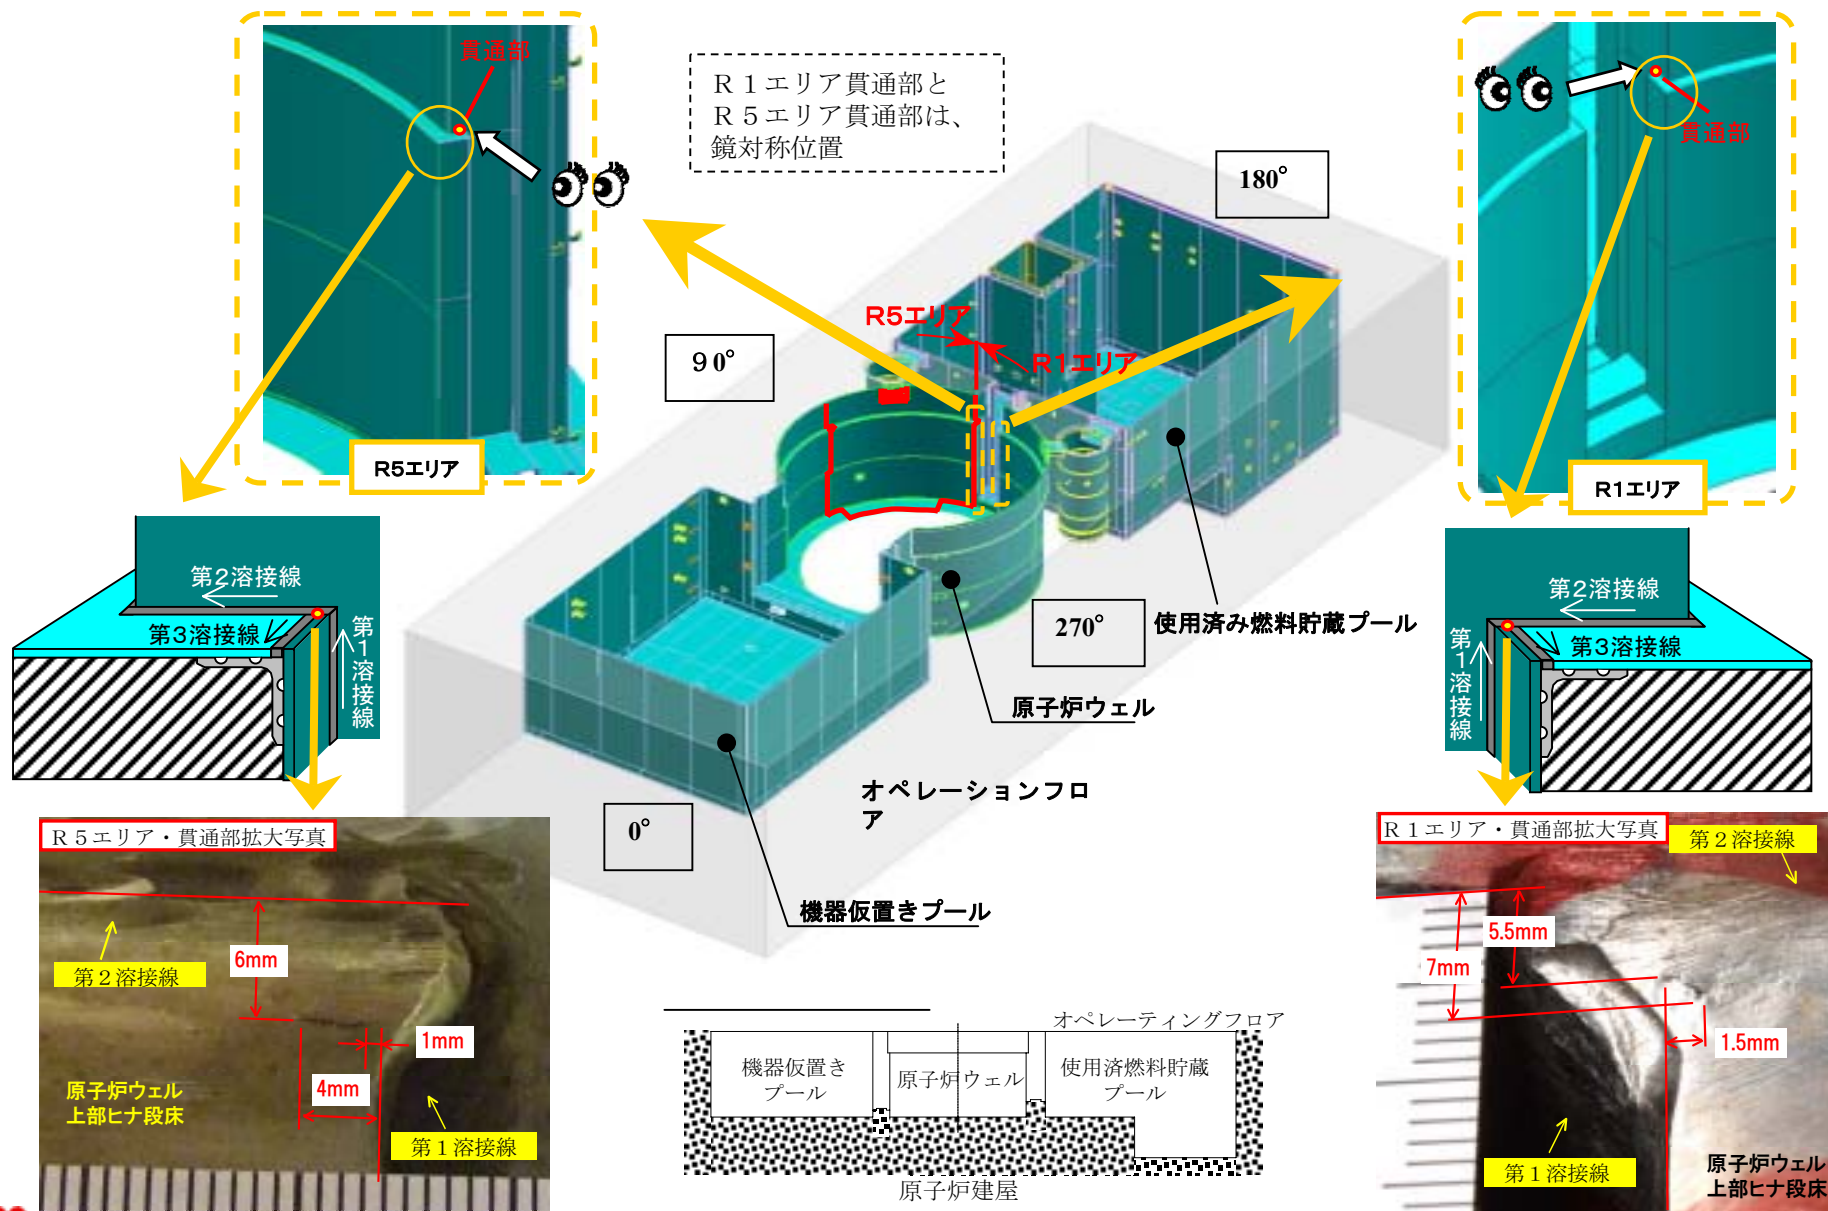 貫通部
R5エリア
R１エリア貫通部と
R５エリア貫通部は、
鏡対称位置
180°
貫通部
R1エリア
R5エリア
R1エリア
９0°
270°
0°
使用済み燃料貯蔵プール
原子炉ウェル
オペレーションフロ
ア
機器仮置きプール
第2溶接線
第3溶接線
第1溶接線
第2溶接線
第3溶接線
第1溶接線
R５エリア・貫通部拡大写真
第２溶接線
6mm
1mm
4mm
原子炉ウェル
上部ヒナ段床
第１溶接線
オペレーティングフロア
機器仮置き
プール
原子炉ウェル
使用済燃料貯蔵
プール
原子炉建屋
R１エリア・貫通部拡大写真
第２溶接線
5.5mm
7mm
1.5mm
第１溶接線
原子炉ウェル
上部ヒナ段床